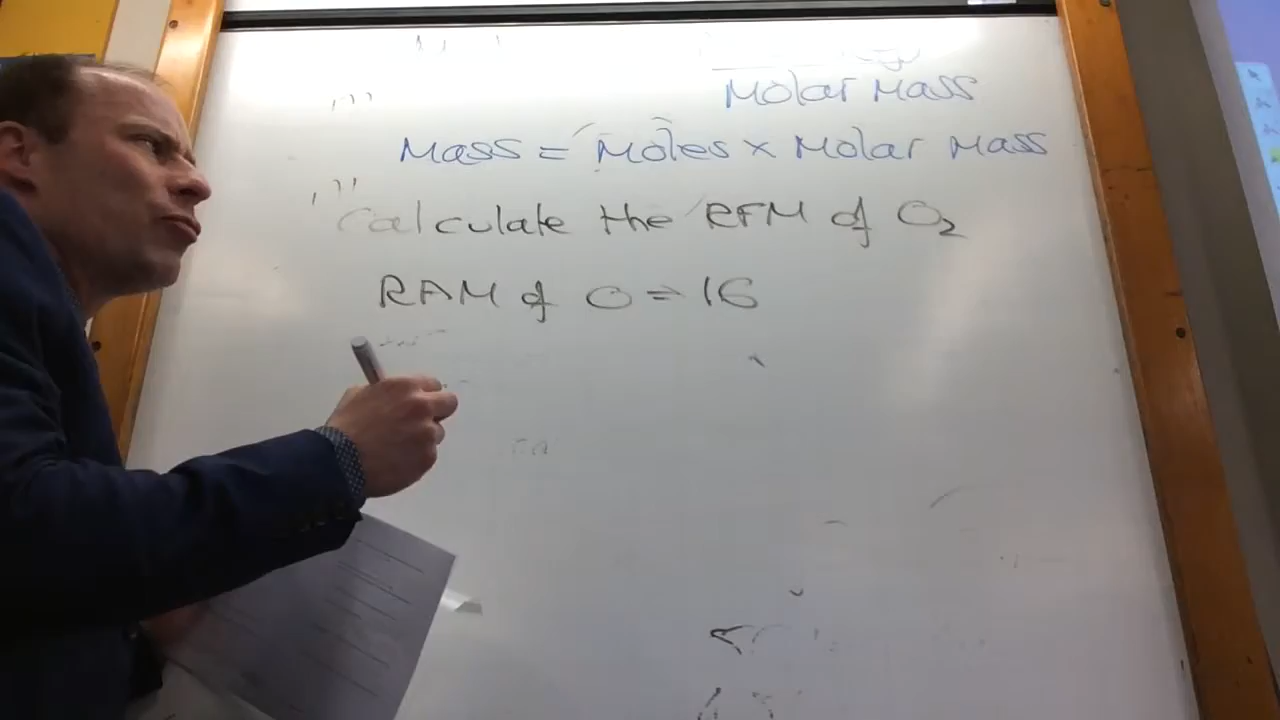 Molar Mass
Mass = Moles x Molar Mass
Calculate the RFM of O2
RAM of O = 16